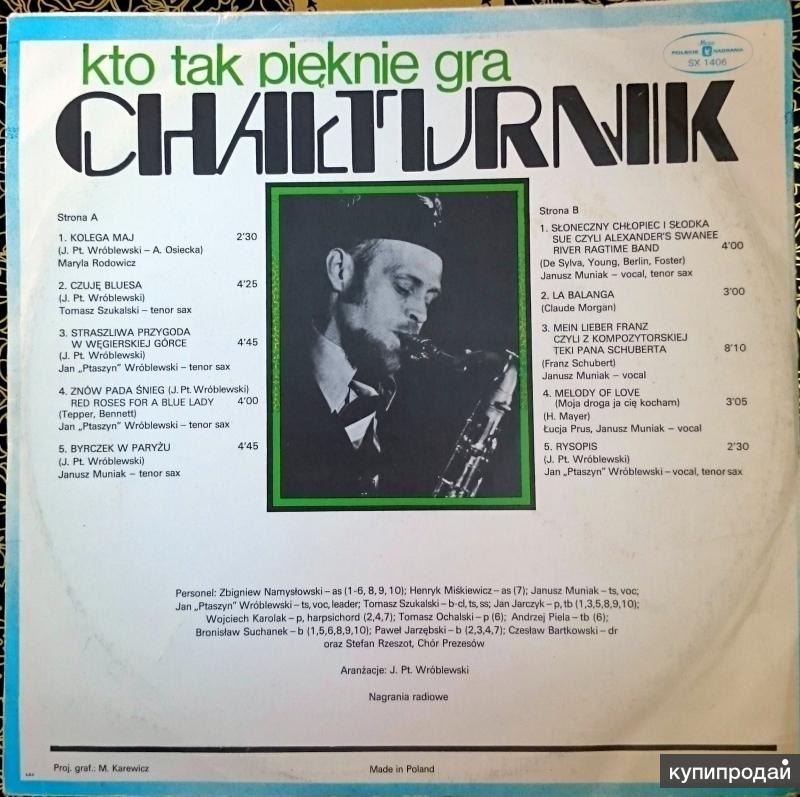 kto tak pięknie gra
CHAŁTURNIK
Muza
POLSKIE NAGRANIA
SX 1406
Strona A
1. KOLEGA MAJ 2'30
(J. Pt. Wróblewski – A. Osiecka)
Maryla Rodowicz
2. CZUJĘ BLUESA 4'25
(J. Pt. Wróblewski)
Tomasz Szukalski – tenor sax
3. STRASZLIWA PRZYGODA
W WĘGIERSKIEJ GÓRCE 4'45
(J. Pt. Wróblewski)
Jan „Ptaszyn" Wróblewski – tenor sax
4. ZNÓW PADA ŚNIEG (J. Pt. Wróblewski)
RED ROSES FOR A BLUE LADY 4'00
(Tepper, Bennett)
Jan „Ptaszyn" Wróblewski – tenor sax
5. BYRCZEK W PARYŻU 4'45
(J. Pt. Wróblewski)
Janusz Muniak – tenor sax
Strona B
1. SŁONECZNY CHŁOPIEC I SŁODKA
SUE CZYLI ALEXANDER'S SWANEE
RIVER RAGTIME BAND 4'00
(De Sylva, Young, Berlin, Foster)
Janusz Muniak – vocal, tenor sax
2. LA BALANGA 3'00
(Claude Morgan)
3. MEIN LIEBER FRANZ
CZYLI Z KOMPOZYTORSKIEJ
TEKI PANA SCHUBERTA 8'10
(Franz Schubert)
Janusz Muniak – vocal
4. MELODY OF LOVE
(Moja droga ja cię kocham) 3'05
(H. Mayer)
Łucja Prus, Janusz Muniak – vocal
5. RYSOPIS 2'30
(J. Pt. Wróblewski)
Jan „Ptaszyn" Wróblewski – vocal, tenor sax
Personel: Zbigniew Namysłowski – as (1-6, 8, 9, 10); Henryk Miśkiewicz – as (7); Janusz Muniak – ts, voc;
Jan „Ptaszyn" Wróblewski – ts, voc, leader; Tomasz Szukalski – b-cl, ts, ss; Jan Jarczyk – p, tb (1,3,5,8,9,10);
Wojciech Karolak – p, harpsichord (2,4,7); Tomasz Ochalski – p (6); Andrzej Piela – tb (6);
Bronisław Suchanek – b (1,5,6,8,9,10); Paweł Jarzębski – b (2,3,4,7); Czesław Bartkowski – dr
oraz Stefan Rzeszot, Chór Prezesów
Aranżacje: J. Pt. Wróblewski
Nagrania radiowe
Proj. graf.: M. Karewicz
Made in Poland
купипродай